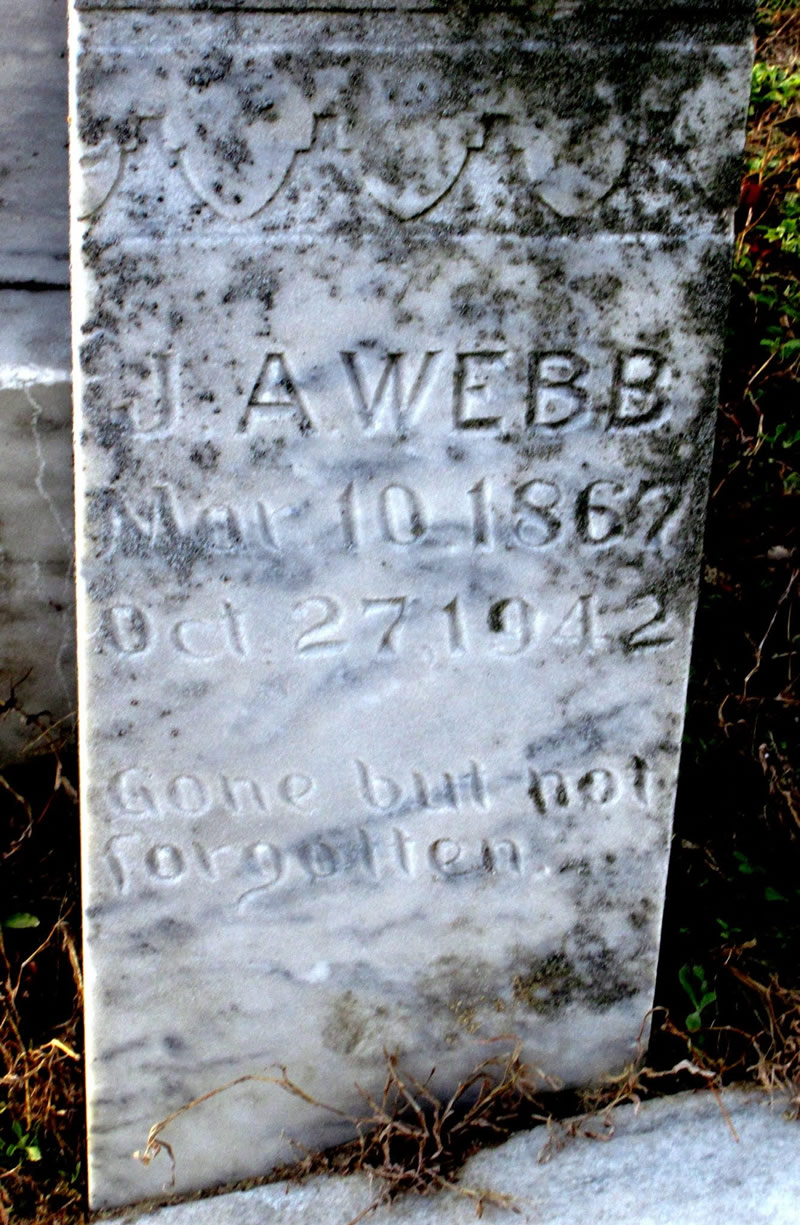 J. A. WEBB
Mar. 10, 1867
Oct. 27, 1942
Gone but not
forgotten.